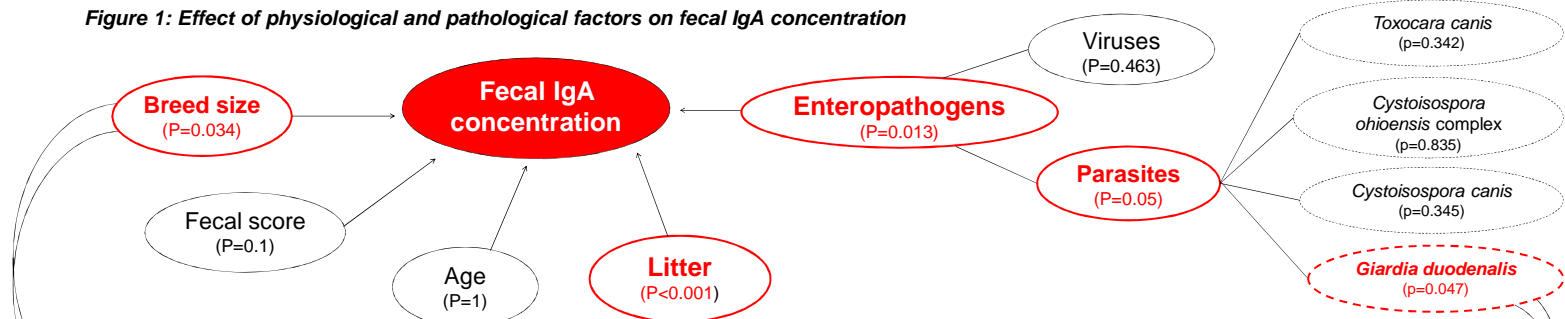 Figure 1: Effect of physiological and pathological factors on fecal IgA concentration
Breed size
(P=0.034)
Fecal IgA
concentration
Enteropathogens
(P=0.013)
Viruses
(P=0.463)
Toxocara canis
(p=0.342)
Cystoisospora
ohioensis complex
(p=0.835)
Parasites
(P=0.05)
Cystoisospora canis
(p=0.345)
Fecal score
(P=0.1)
Age
(P=1)
Litter
(P<0.001)
Giardia duodenalis
(p=0.047)